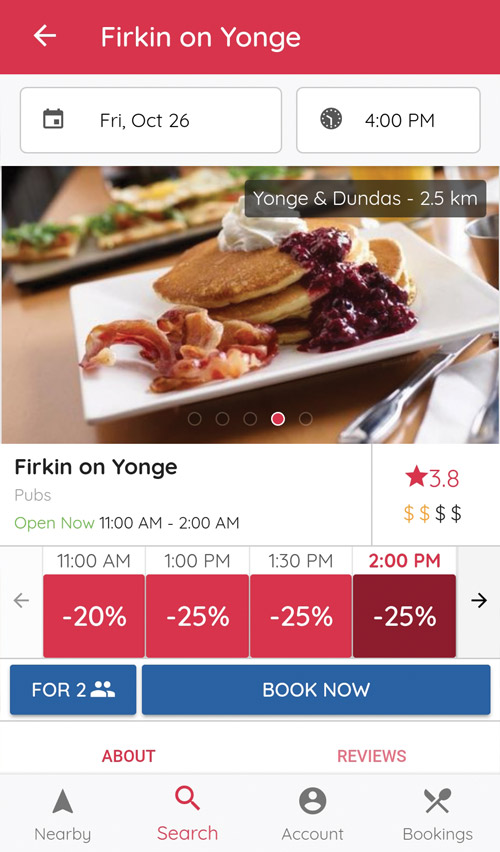 Firkin on Yonge
Fri, Oct 26
4:00 PM
Yonge & Dundas - 2.5 km
Firkin on Yonge
Pubs
Open Now 11:00 AM - 2:00 AM
3.8
$ $ $ $
11:00 AM 1:00 PM 1:30 PM 2:00 PM
-20% -25% -25% -25%
FOR 2
BOOK NOW
ABOUT REVIEWS
Nearby Search Account Bookings